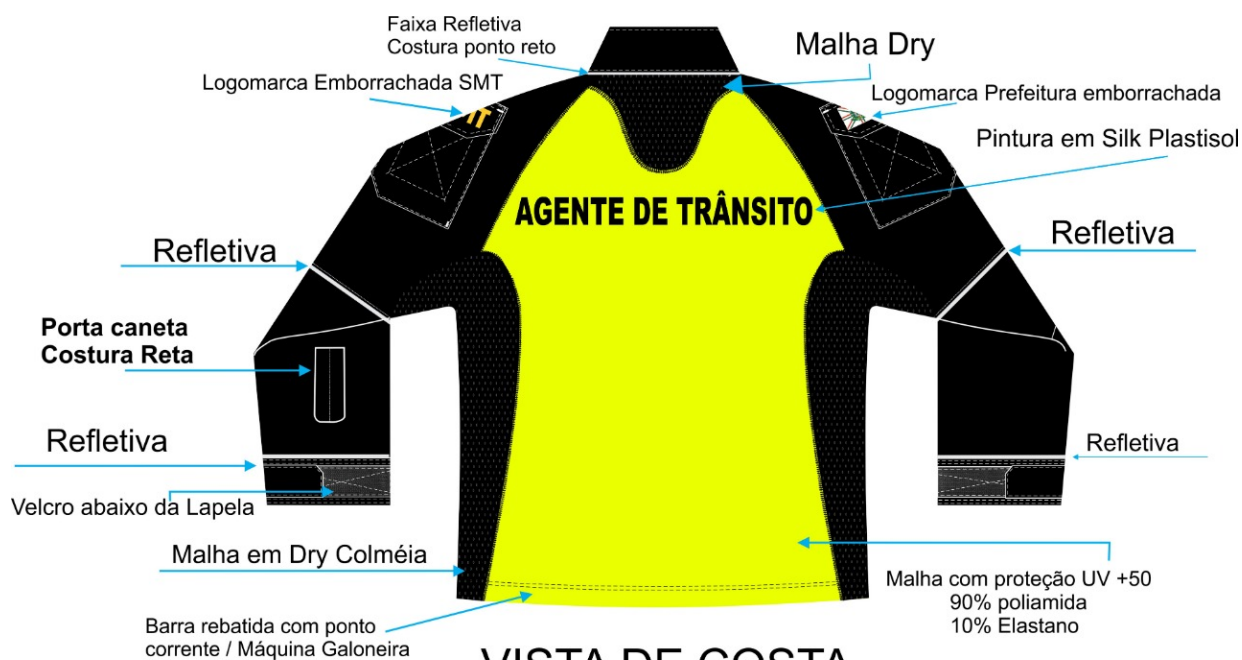 Faixa Refletiva
Costura ponto reto
Malha Dry
Logomarca Emborrachada SMT
Logomarca Prefeitura emborrachada
Pintura em Silk Plastisol
AGENTE DE TRÂNSITO
Refletiva
Refletiva
Porta caneta
Costura Reta
Refletiva
Refletiva
Velcro abaixo da Lapela
Malha em Dry Colméia
Malha com proteção UV +50
90% poliamida
10% Elastano
Barra rebatida com ponto
corrente / Máquina Galoneira
VISTA DE COSTA